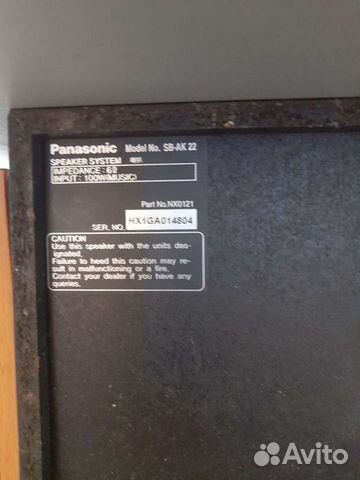 Panasonic Model No. SB-AK 22
SPEAKER SYSTEM
IMPEDANCE : 6Ω
INPUT : 100W(MUSIC)
Part No.NX0121
SER. NO. HX1GA014804
CAUTION
Use this speaker with the units des-
ignated.
Failure to heed this caution may re-
sult in malfunctioning or a fire.
Contact your dealer if you have any
queries.
Avito